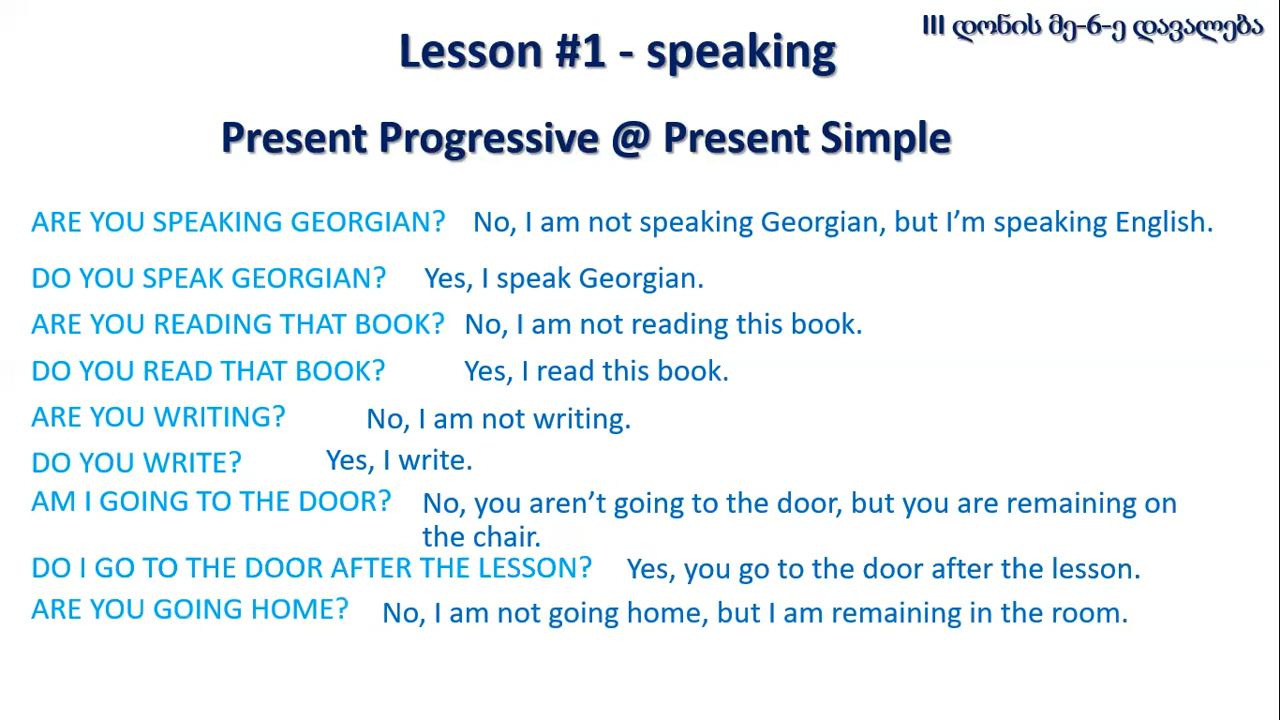 III დონის მე-6-ე დავალება
Lesson #1 - speaking
Present Progressive @ Present Simple
ARE YOU SPEAKING GEORGIAN? No, I am not speaking Georgian, but I’m speaking English.
DO YOU SPEAK GEORGIAN? Yes, I speak Georgian.
ARE YOU READING THAT BOOK? No, I am not reading this book.
DO YOU READ THAT BOOK? Yes, I read this book.
ARE YOU WRITING? No, I am not writing.
DO YOU WRITE? Yes, I write.
AM I GOING TO THE DOOR? No, you aren’t going to the door, but you are remaining on
the chair.
DO I GO TO THE DOOR AFTER THE LESSON? Yes, you go to the door after the lesson.
ARE YOU GOING HOME? No, I am not going home, but I am remaining in the room.